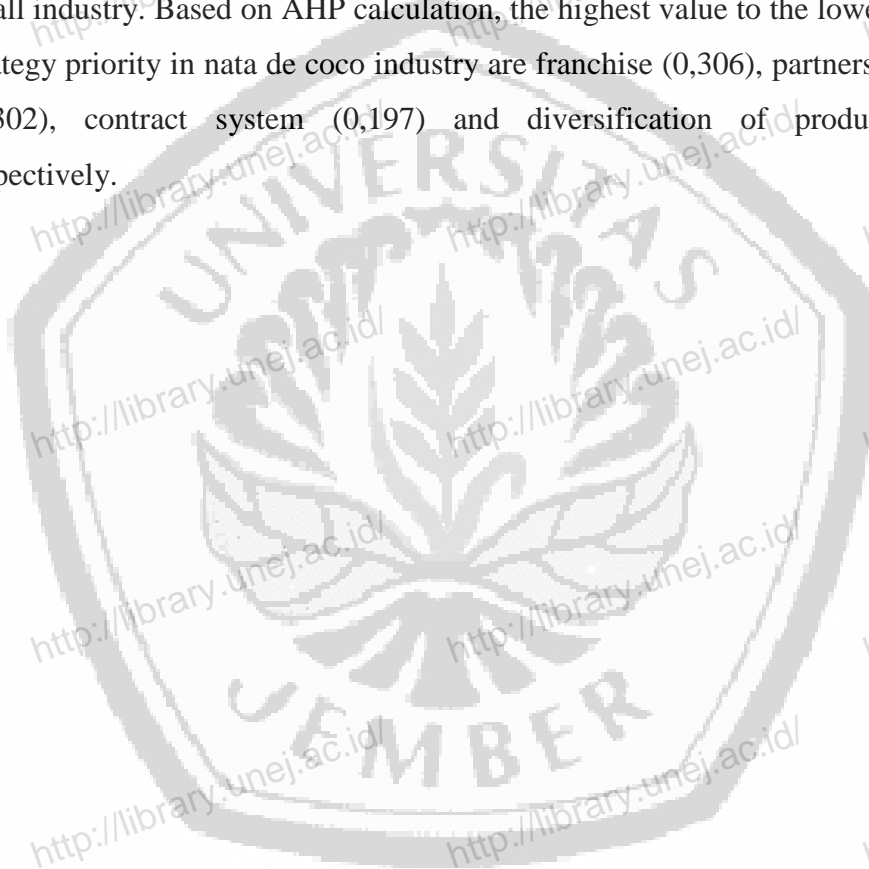 all industry. Based on AHP calculation, the highest value to the lowe
ategy priority in nata de coco industry are franchise (0,306), partners
302), contract system (0,197) and diversification of produ
pectively.
UNIVERSITAS
JEMBER
http://library.unej.ac.id/
http://library.unej.ac.id/
http://library.unej.ac.id/
http://library.unej.ac.id/
http://library.unej.ac.id/
http://library.unej.ac.id/
http://library.unej.ac.id/
http://library.unej.ac.id/